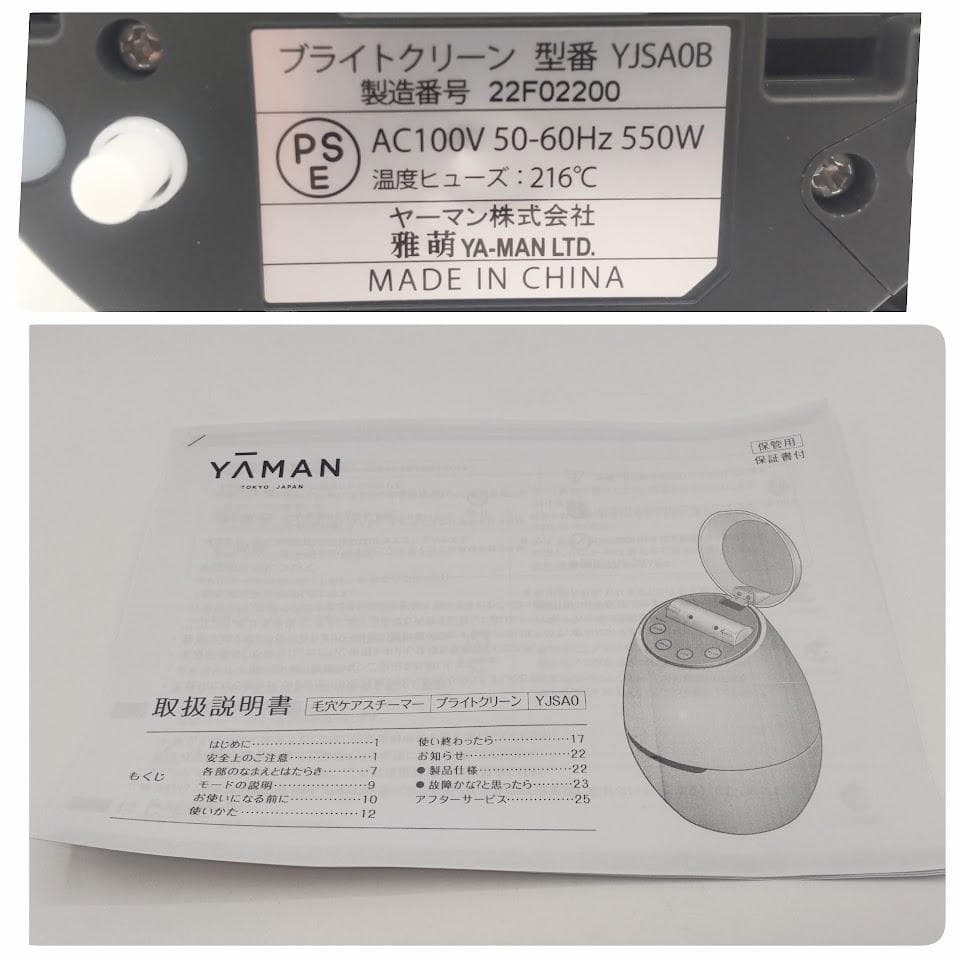 ブライトクリーン 型番 YJSA0B
製造番号 22F02200
PSE
AC100V 50-60Hz 550W
温度ヒューズ：216℃
ヤーマン株式会社
雅萌 YA-MAN LTD.
MADE IN CHINA
YĀMAN
TOKYO JAPAN
保管用
保証書付
取扱説明書 毛穴ケアスチーマー ブライトクリーン YJSA0
もくじ
はじめに…………………………1
安全上のご注意…………………1
各部のなまえとはたらき………7
モードの説明……………………9
お使いになる前に………………10
使いかた…………………………12
使い終わったら………………17
お知らせ………………………22
●製品仕様……………………22
●故障かな?と思ったら………23
アフターサービス……………25